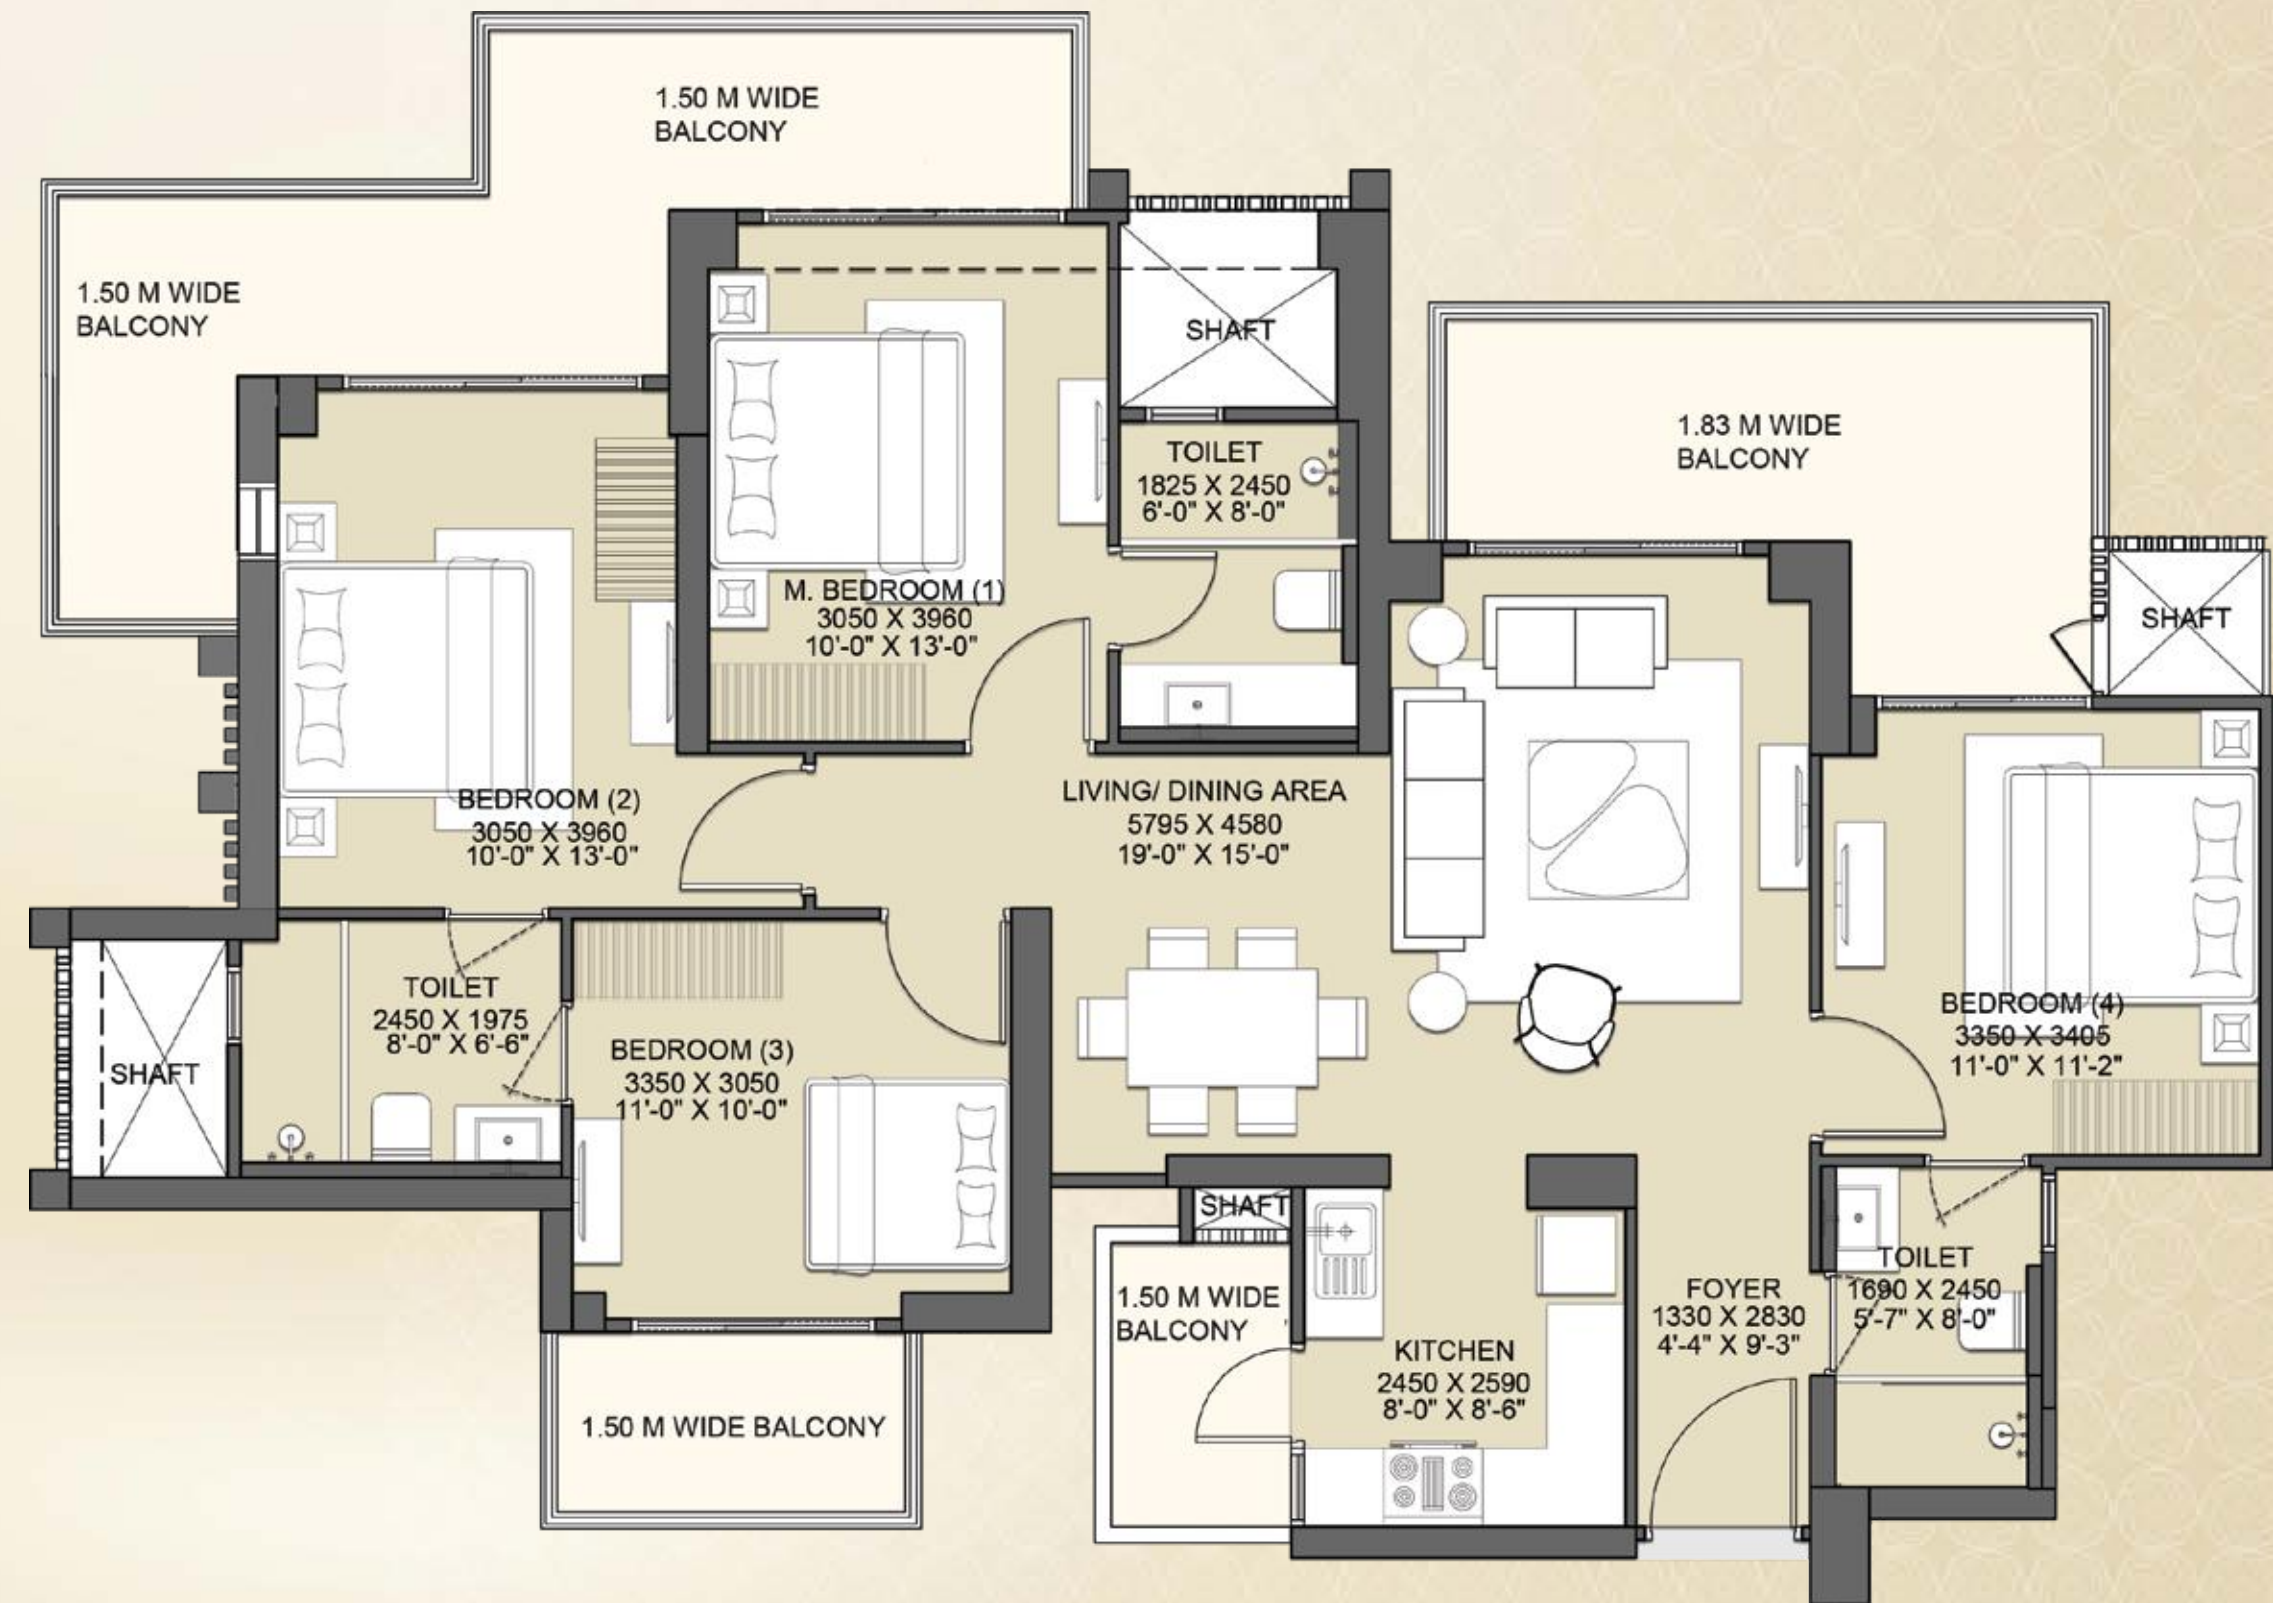 1.50 M WIDE
BALCONY
1.50 M WIDE
BALCONY
SHAFT
1.83 M WIDE
BALCONY
TOILET
1825 X 2450
6'-0" X 8'-0"
M. BEDROOM (1)
3050 X 3960
10'-0" X 13'-0"
SHAFT
BEDROOM (2)
3050 X 3960
10'-0" X 13'-0"
LIVING/ DINING AREA
5795 X 4580
19'-0" X 15'-0"
TOILET
2450 X 1975
8'-0" X 6'-6"
SHAFT
BEDROOM (3)
3350 X 3050
11'-0" X 10'-0"
BEDROOM (4)
3350 X 3405
11'-0" X 11'-2"
SHAFT
1.50 M WIDE
BALCONY
KITCHEN
2450 X 2590
8'-0" X 8'-6"
FOYER
1330 X 2830
4'-4" X 9'-3"
TOILET
1690 X 2450
5'-7" X 8'-0"
1.50 M WIDE BALCONY